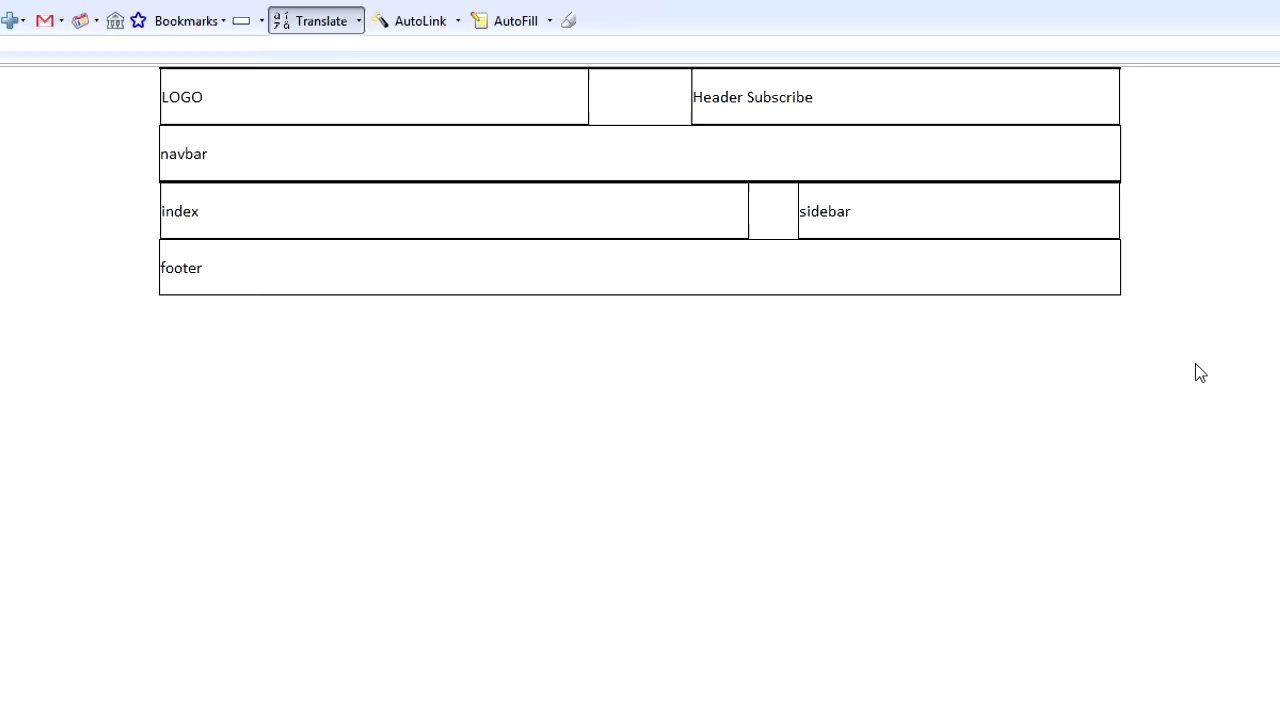 Bookmarks Translate AutoLink AutoFill
LOGO Header Subscribe
navbar
index sidebar
footer